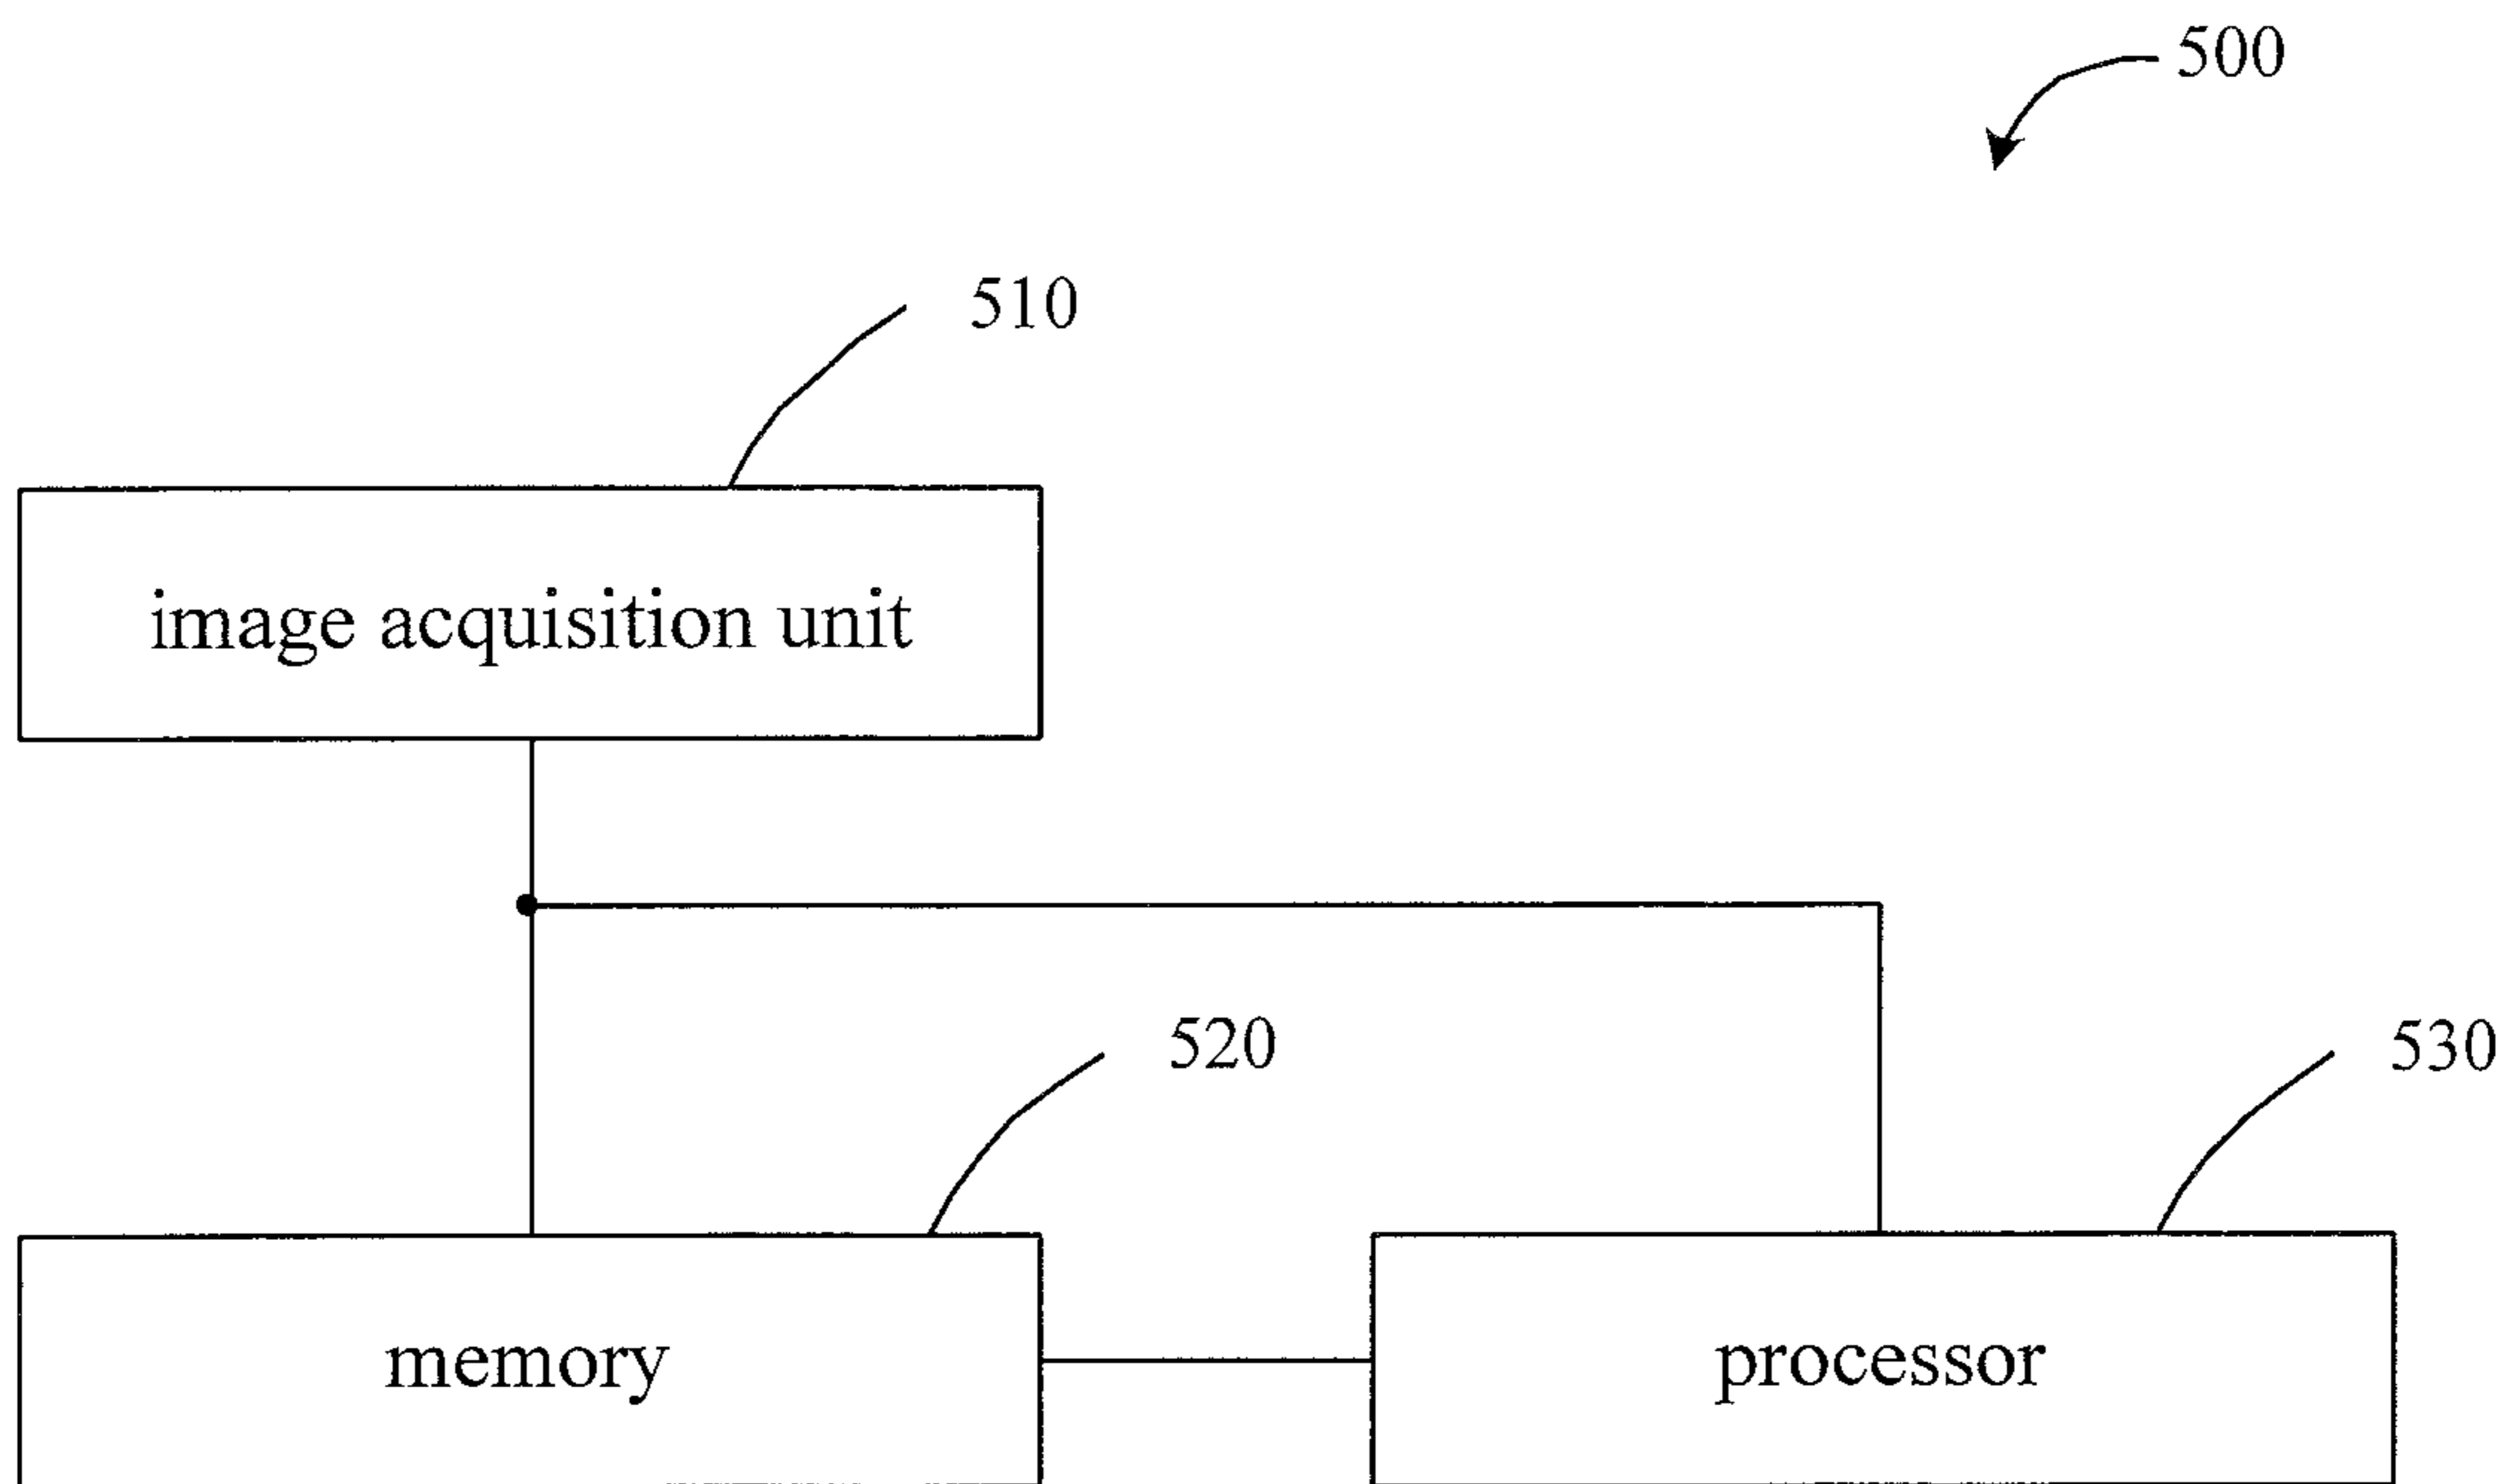 500
510
image acquisition unit
520
530
memory
processor